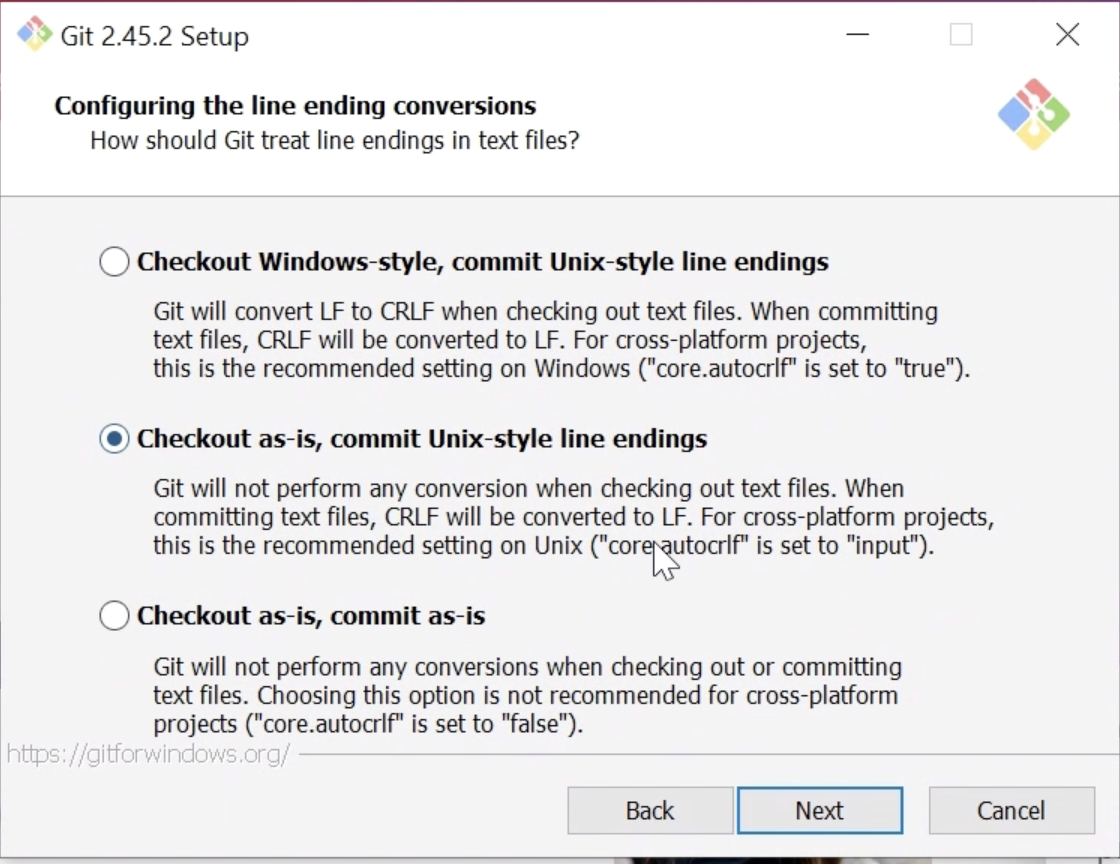 Git 2.45.2 Setup
Configuring the line ending conversions
How should Git treat line endings in text files?
Checkout Windows-style, commit Unix-style line endings
Git will convert LF to CRLF when checking out text files. When committing
text files, CRLF will be converted to LF. For cross-platform projects,
this is the recommended setting on Windows ("core.autocrlf" is set to "true").
Checkout as-is, commit Unix-style line endings
Git will not perform any conversion when checking out text files. When
committing text files, CRLF will be converted to LF. For cross-platform projects,
this is the recommended setting on Unix ("core.autocrlf" is set to "input").
Checkout as-is, commit as-is
Git will not perform any conversions when checking out or committing
text files. Choosing this option is not recommended for cross-platform
projects ("core.autocrlf" is set to "false").
https://gitforwindows.org/
Back Next Cancel